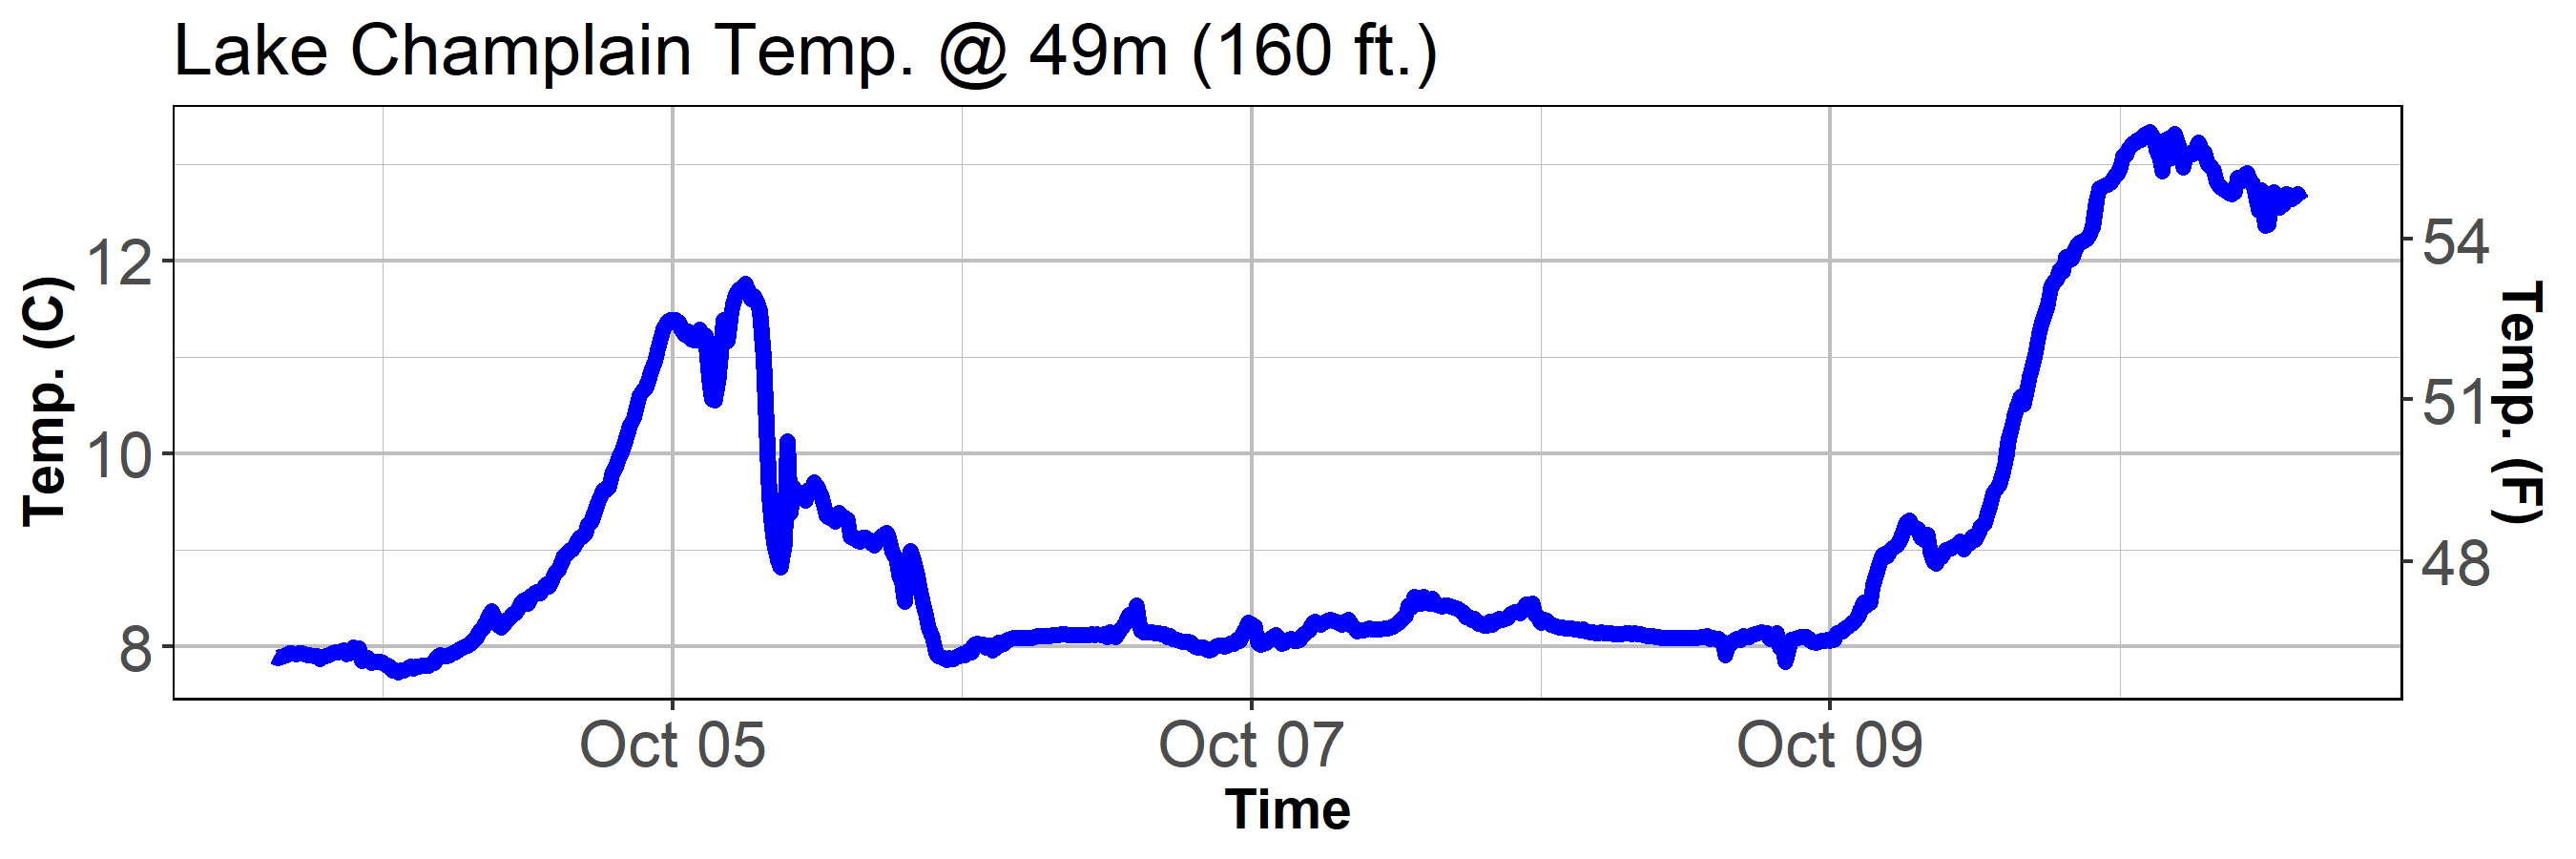 Lake Champlain Temp. @ 49m (160 ft.)
Temp. (C)
12
10
8
54
51
48
Temp. (F)
Oct 05
Oct 07
Oct 09
Time